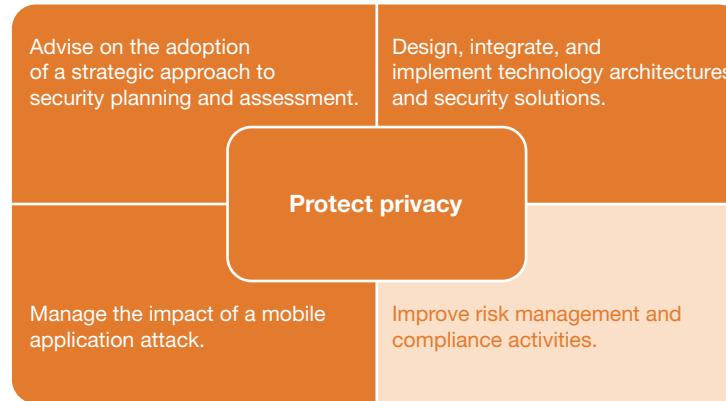 Advise on the adoption
of a strategic approach to
security planning and assessment.
Design, integrate, and
implement technology architectures
and security solutions.
Protect privacy
Manage the impact of a mobile
application attack.
Improve risk management and
compliance activities.